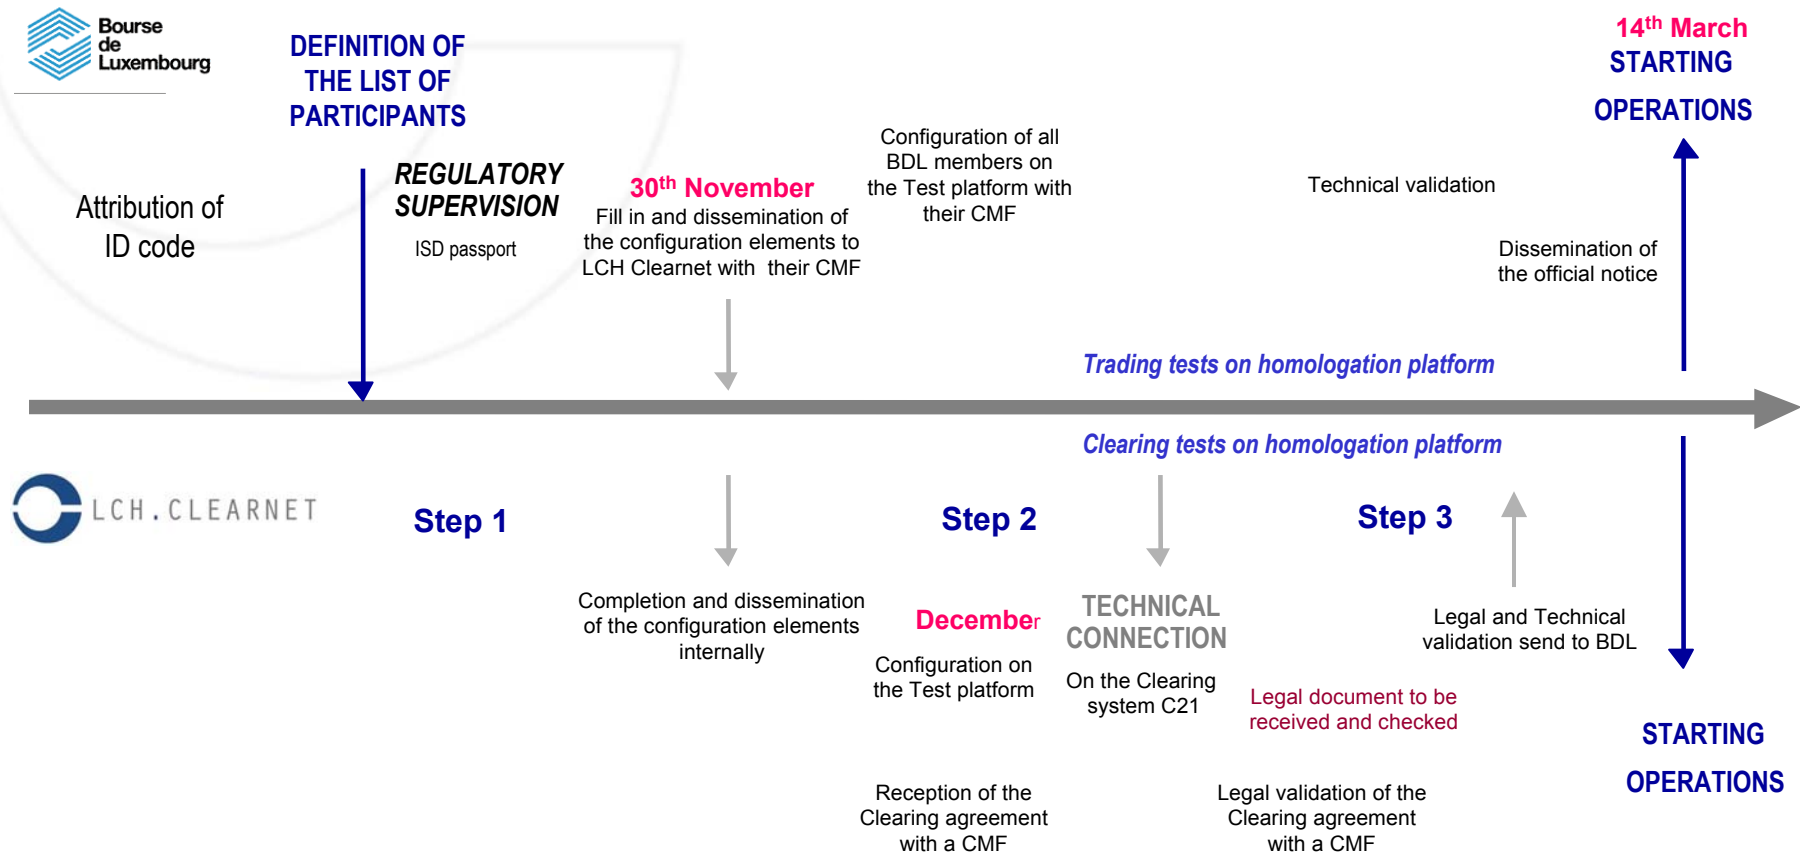 Bourse
de
Luxembourg
DEFINITION OF
THE LIST OF
PARTICIPANTS
14th March
STARTING
OPERATIONS
Attribution of
ID code
REGULATORY
SUPERVISION
ISD passport
30th November
Fill in and dissemination of
the configuration elements to
LCH Clearnet with their CMF
Configuration of all
BDL members on
the Test platform with
their CMF
Technical validation
Dissemination of
the official notice
Trading tests on homologation platform
Clearing tests on homologation platform
LCH.CLEARNET
Step 1
Step 2
Step 3
Completion and dissemination
of the configuration elements
internally
December
Configuration on
the Test platform
TECHNICAL
CONNECTION
On the Clearing
system C21
Legal and Technical
validation send to BDL
Legal document to be
received and checked
STARTING
OPERATIONS
Reception of the
Clearing agreement
with a CMF
Legal validation of the
Clearing agreement
with a CMF